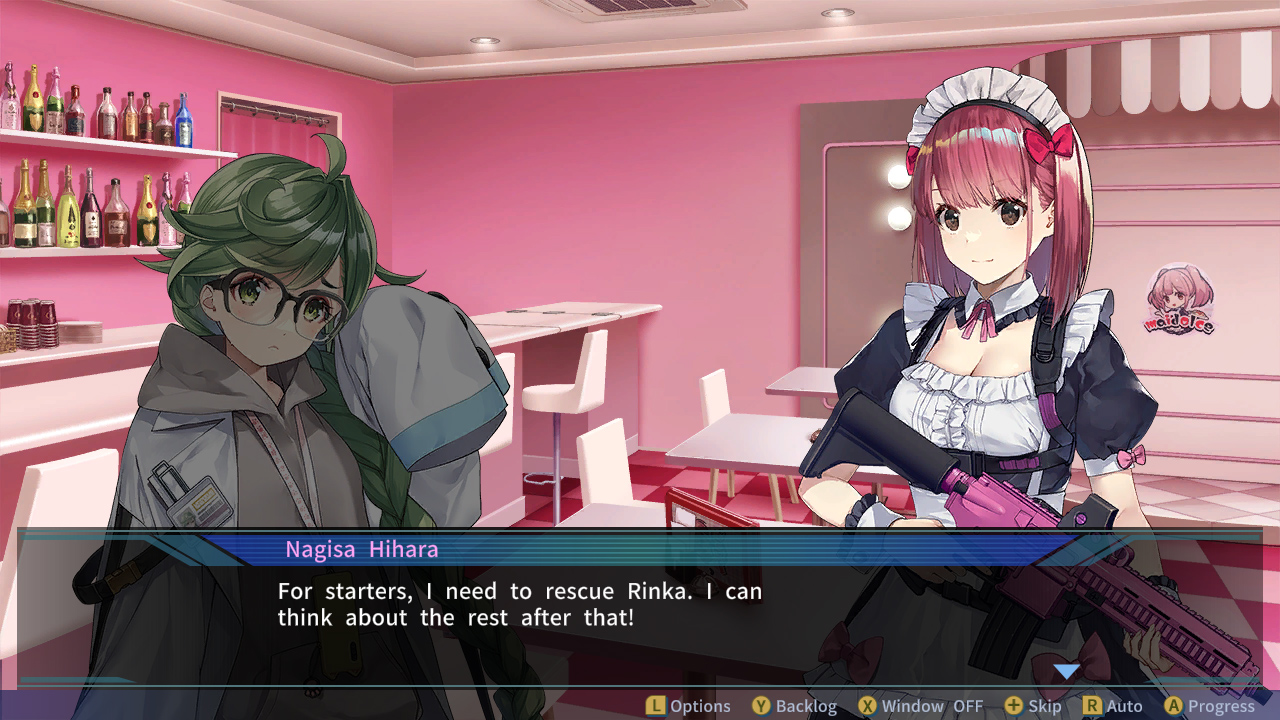 Nagisa Hihara
For starters, I need to rescue Rinka. I can
think about the rest after that!
L Options Y Backlog X Window OFF + Skip R Auto A Progress